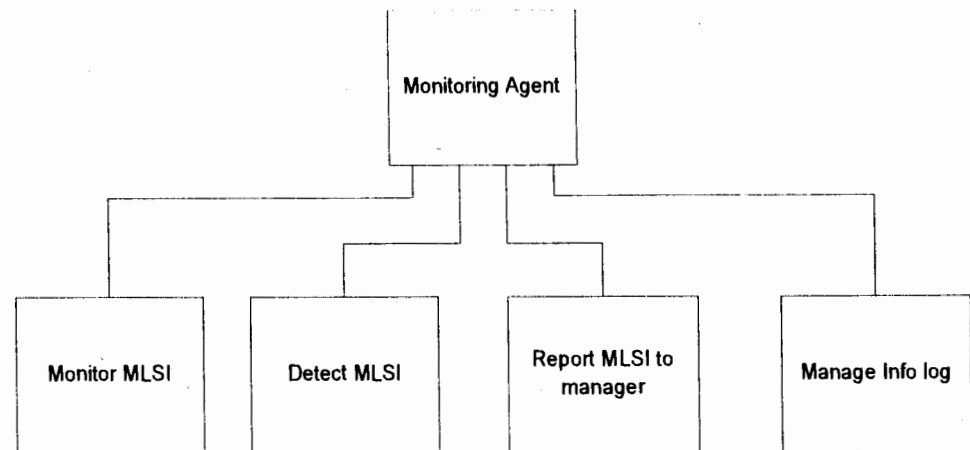 Monitoring Agent
Monitor MLSI
Detect MLSI
Report MLSI to
manager
Manage Info log